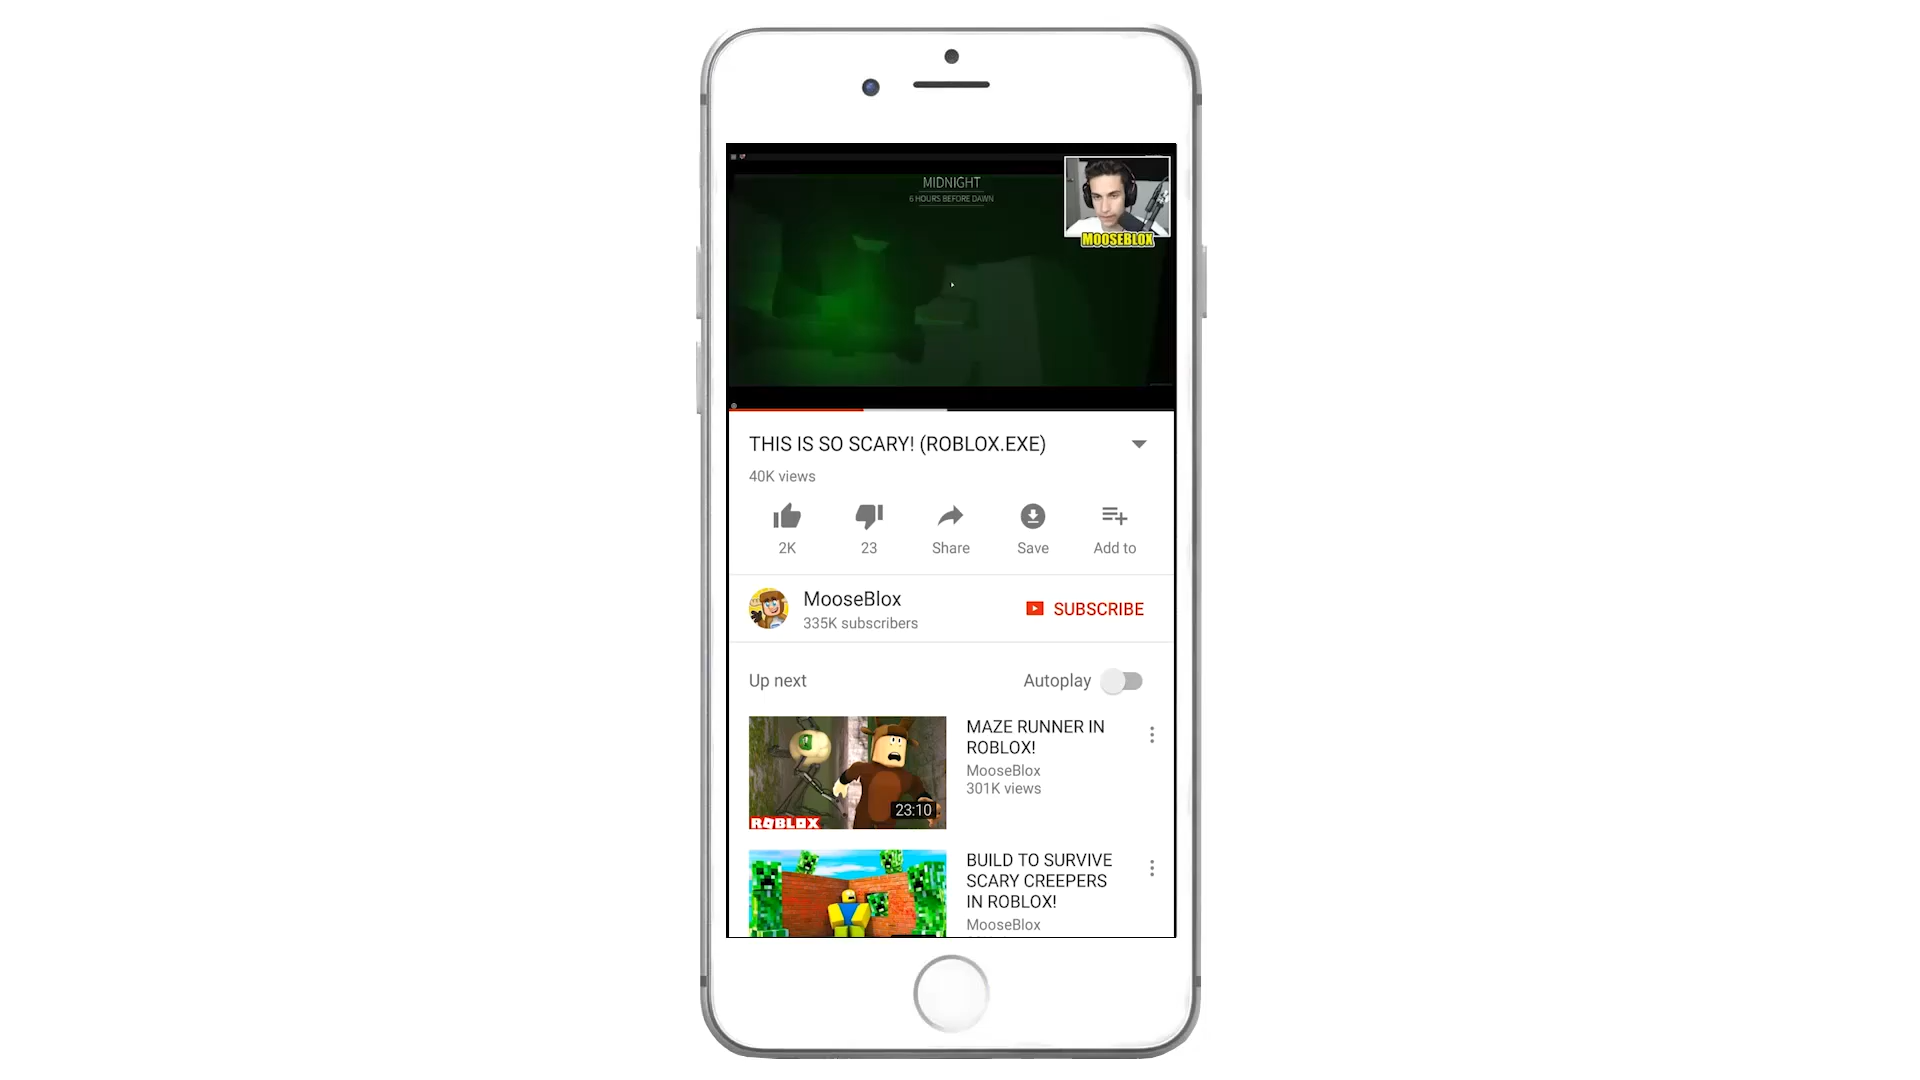 MIDNIGHT
6 HOURS BEFORE DAWN
MOOSEBLOX
THIS IS SO SCARY! (ROBLOX.EXE)
40K views
2K
23
Share
Save
Add to
MooseBlox
335K subscribers
SUBSCRIBE
Up next
Autoplay
MAZE RUNNER IN
ROBLOX!
MooseBlox
301K views
23:10
ROBLOX
BUILD TO SURVIVE
SCARY CREEPERS
IN ROBLOX!
MooseBlox